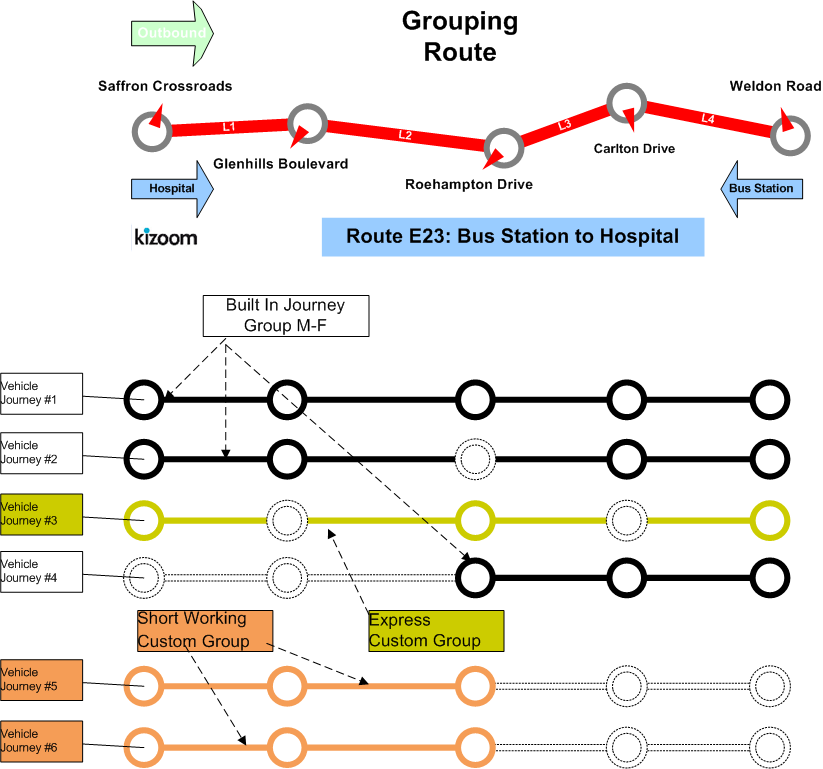 Outbound
Grouping
Route
Saffron Crossroads
Weldon Road
L1
L2
L3
L4
Glenhills Boulevard
Carlton Drive
Roehampton Drive
Hospital
Bus Station
kizoom
Route E23: Bus Station to Hospital
Built In Journey
Group M-F
Vehicle
Journey #1
Vehicle
Journey #2
Vehicle
Journey #3
Vehicle
Journey #4
Short Working
Custom Group
Express
Custom Group
Vehicle
Journey #5
Vehicle
Journey #6